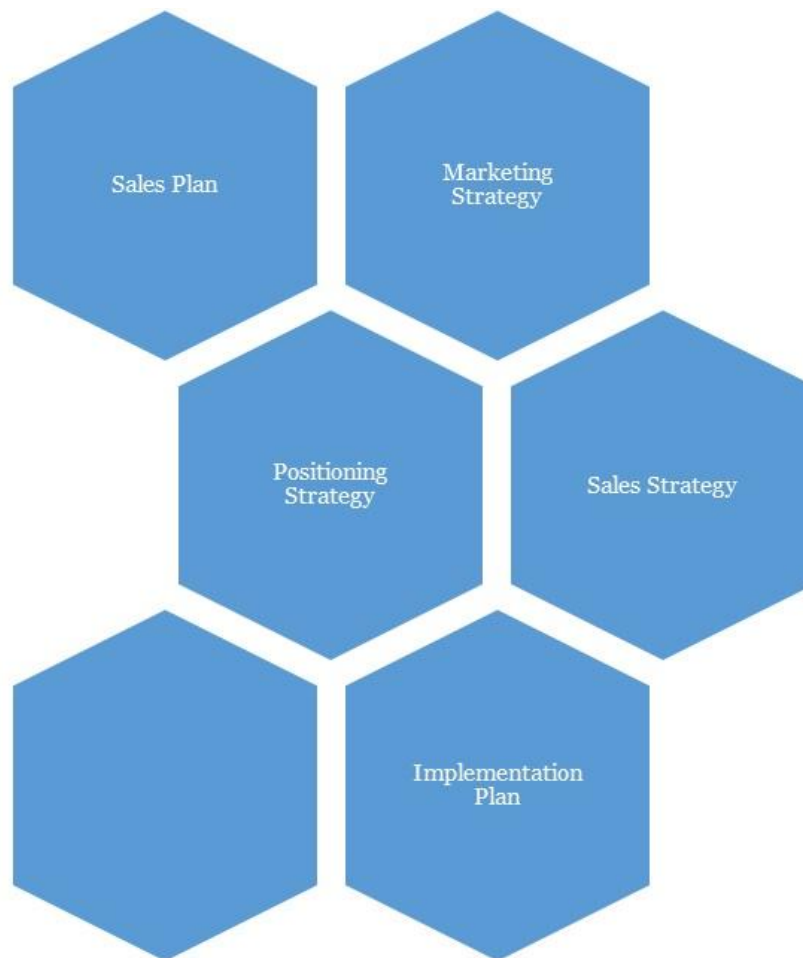 Sales Plan
Marketing
Strategy
Positioning
Strategy
Sales Strategy
Implementation
Plan